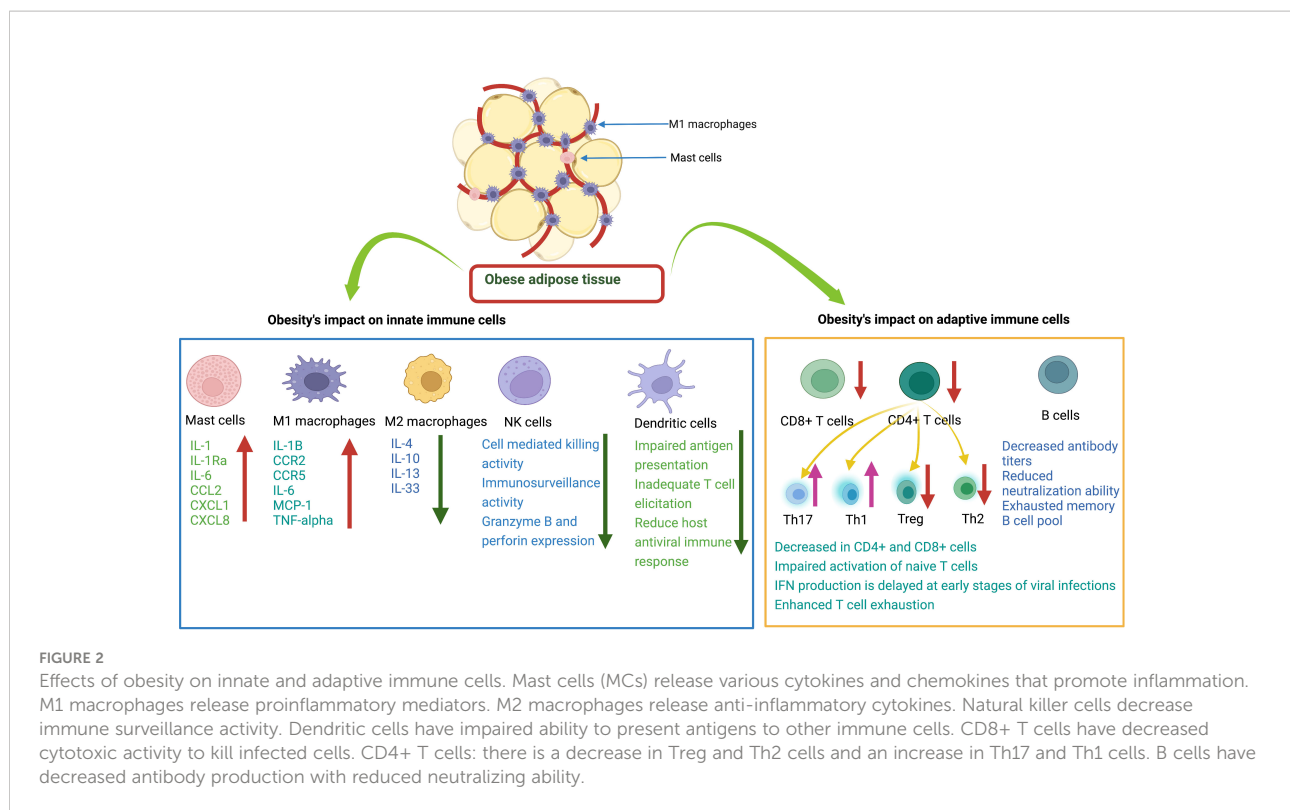 M1 macrophages
Mast cells
Obese adipose tissue
Obesity's impact on innate immune cells
Mast cells
IL-1
IL-1Ra
IL-6
CCL2
CXCL1
CXCL8
M1 macrophages
IL-1B
CCR2
CCR5
IL-6
MCP-1
TNF-alpha
M2 macrophages
IL-4
IL-10
IL-13
IL-33
NK cells
Cell mediated killing
activity
Immunosurveillance
activity
Granzyme B and
perforin expression
Dendritic cells
Impaired antigen
presentation
Inadequate T cell
elicitation
Reduce host
antiviral immune
response
Obesity's impact on adaptive immune cells
CD8+ T cells
CD4+ T cells
Th17
Th1
Treg
Th2
Decreased in CD4+ and CD8+ cells
Impaired activation of naive T cells
IFN production is delayed at early stages of viral infections
Enhanced T cell exhaustion
B cells
Decreased antibody
titers
Reduced
neutralization ability
Exhausted memory
B cell pool
FIGURE 2
Effects of obesity on innate and adaptive immune cells. Mast cells (MCs) release various cytokines and chemokines that promote inflammation.
M1 macrophages release proinflammatory mediators. M2 macrophages release anti-inflammatory cytokines. Natural killer cells decrease
immune surveillance activity. Dendritic cells have impaired ability to present antigens to other immune cells. CD8+ T cells have decreased
cytotoxic activity to kill infected cells. CD4+ T cells: there is a decrease in Treg and Th2 cells and an increase in Th17 and Th1 cells. B cells have
decreased antibody production with reduced neutralizing ability.